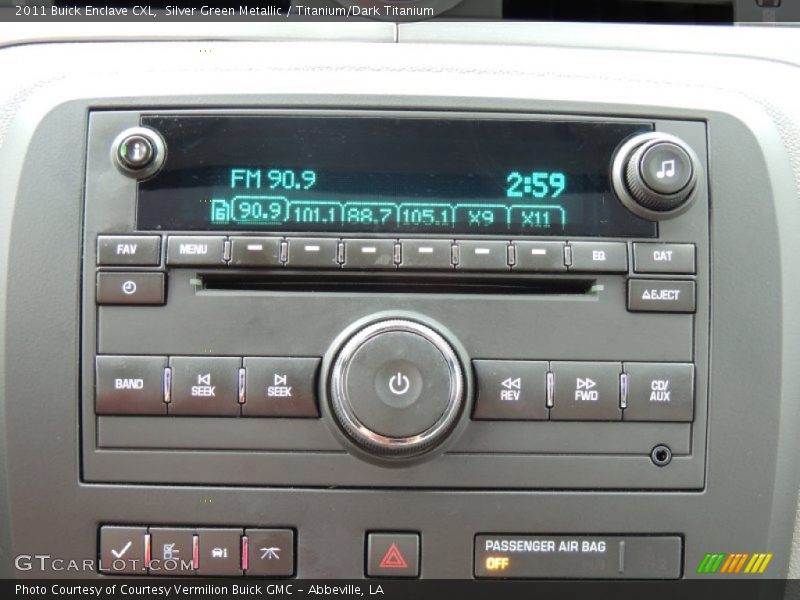 2011 Buick Enclave CXL, Silver Green Metallic / Titanium/Dark Titanium
i
FM 90.9 2:59
6 90.9 101.1 88.7 105.1 X9 X11
FAV MENU EQ CAT
EJECT
BAND SEEK SEEK REV FWD CD/AUX
PASSENGER AIR BAG
OFF
GTCARLOT.COM
Photo Courtesy of Courtesy Vermilion Buick GMC - Abbeville, LA